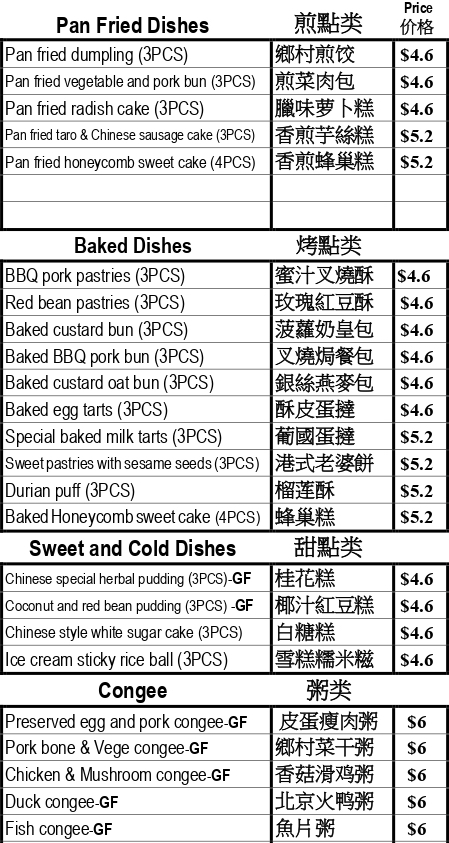 Pan Fried Dishes 煎點类 Price 价格
Pan fried dumpling (3PCS) 鄉村煎饺 $4.6
Pan fried vegetable and pork bun (3PCS) 煎菜肉包 $4.6
Pan fried radish cake (3PCS) 臘味萝卜糕 $4.6
Pan fried taro & Chinese sausage cake (3PCS) 香煎芋絲糕 $5.2
Pan fried honeycomb sweet cake (4PCS) 香煎蜂巢糕 $5.2
Baked Dishes 烤點类
BBQ pork pastries (3PCS) 蜜汁叉燒酥 $4.6
Red bean pastries (3PCS) 玫瑰紅豆酥 $4.6
Baked custard bun (3PCS) 菠蘿奶皇包 $4.6
Baked BBQ pork bun (3PCS) 叉燒焗餐包 $4.6
Baked custard oat bun (3PCS) 銀絲燕麥包 $4.6
Baked egg tarts (3PCS) 酥皮蛋撻 $4.6
Special baked milk tarts (3PCS) 葡國蛋撻 $5.2
Sweet pastries with sesame seeds (3PCS) 港式老婆餅 $5.2
Durian puff (3PCS) 榴莲酥 $5.2
Baked Honeycomb sweet cake (4PCS) 蜂巢糕 $5.2
Sweet and Cold Dishes 甜點类
Chinese special herbal pudding (3PCS)-GF 桂花糕 $4.6
Coconut and red bean pudding (3PCS) -GF 椰汁紅豆糕 $4.6
Chinese style white sugar cake (3PCS) 白糖糕 $4.6
Ice cream sticky rice ball (3PCS) 雪糕糯米糍 $4.6
Congee 粥类
Preserved egg and pork congee-GF 皮蛋瘦肉粥 $6
Pork bone & Vege congee-GF 鄉村菜干粥 $6
Chicken & Mushroom congee-GF 香菇滑鸡粥 $6
Duck congee-GF 北京火鸭粥 $6
Fish congee-GF 魚片粥 $6